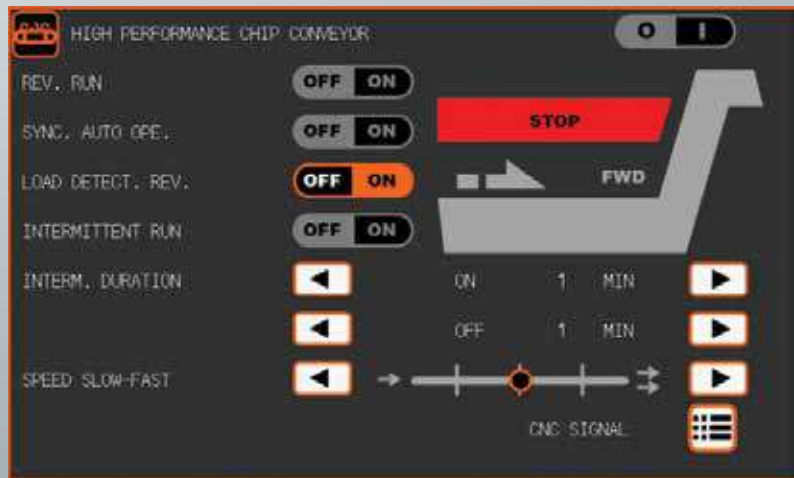 HIGH PERFORMANCE CHIP CONVEYOR O I
REV. RUN OFF ON
STOP
SYNC. AUTO OPE. OFF ON
LOAD DETECT. REV. OFF ON FWD
INTERMITTENT RUN OFF ON
INTERM. DURATION ON 1 MIN
OFF 1 MIN
SPEED SLOW-FAST
CNC SIGNAL